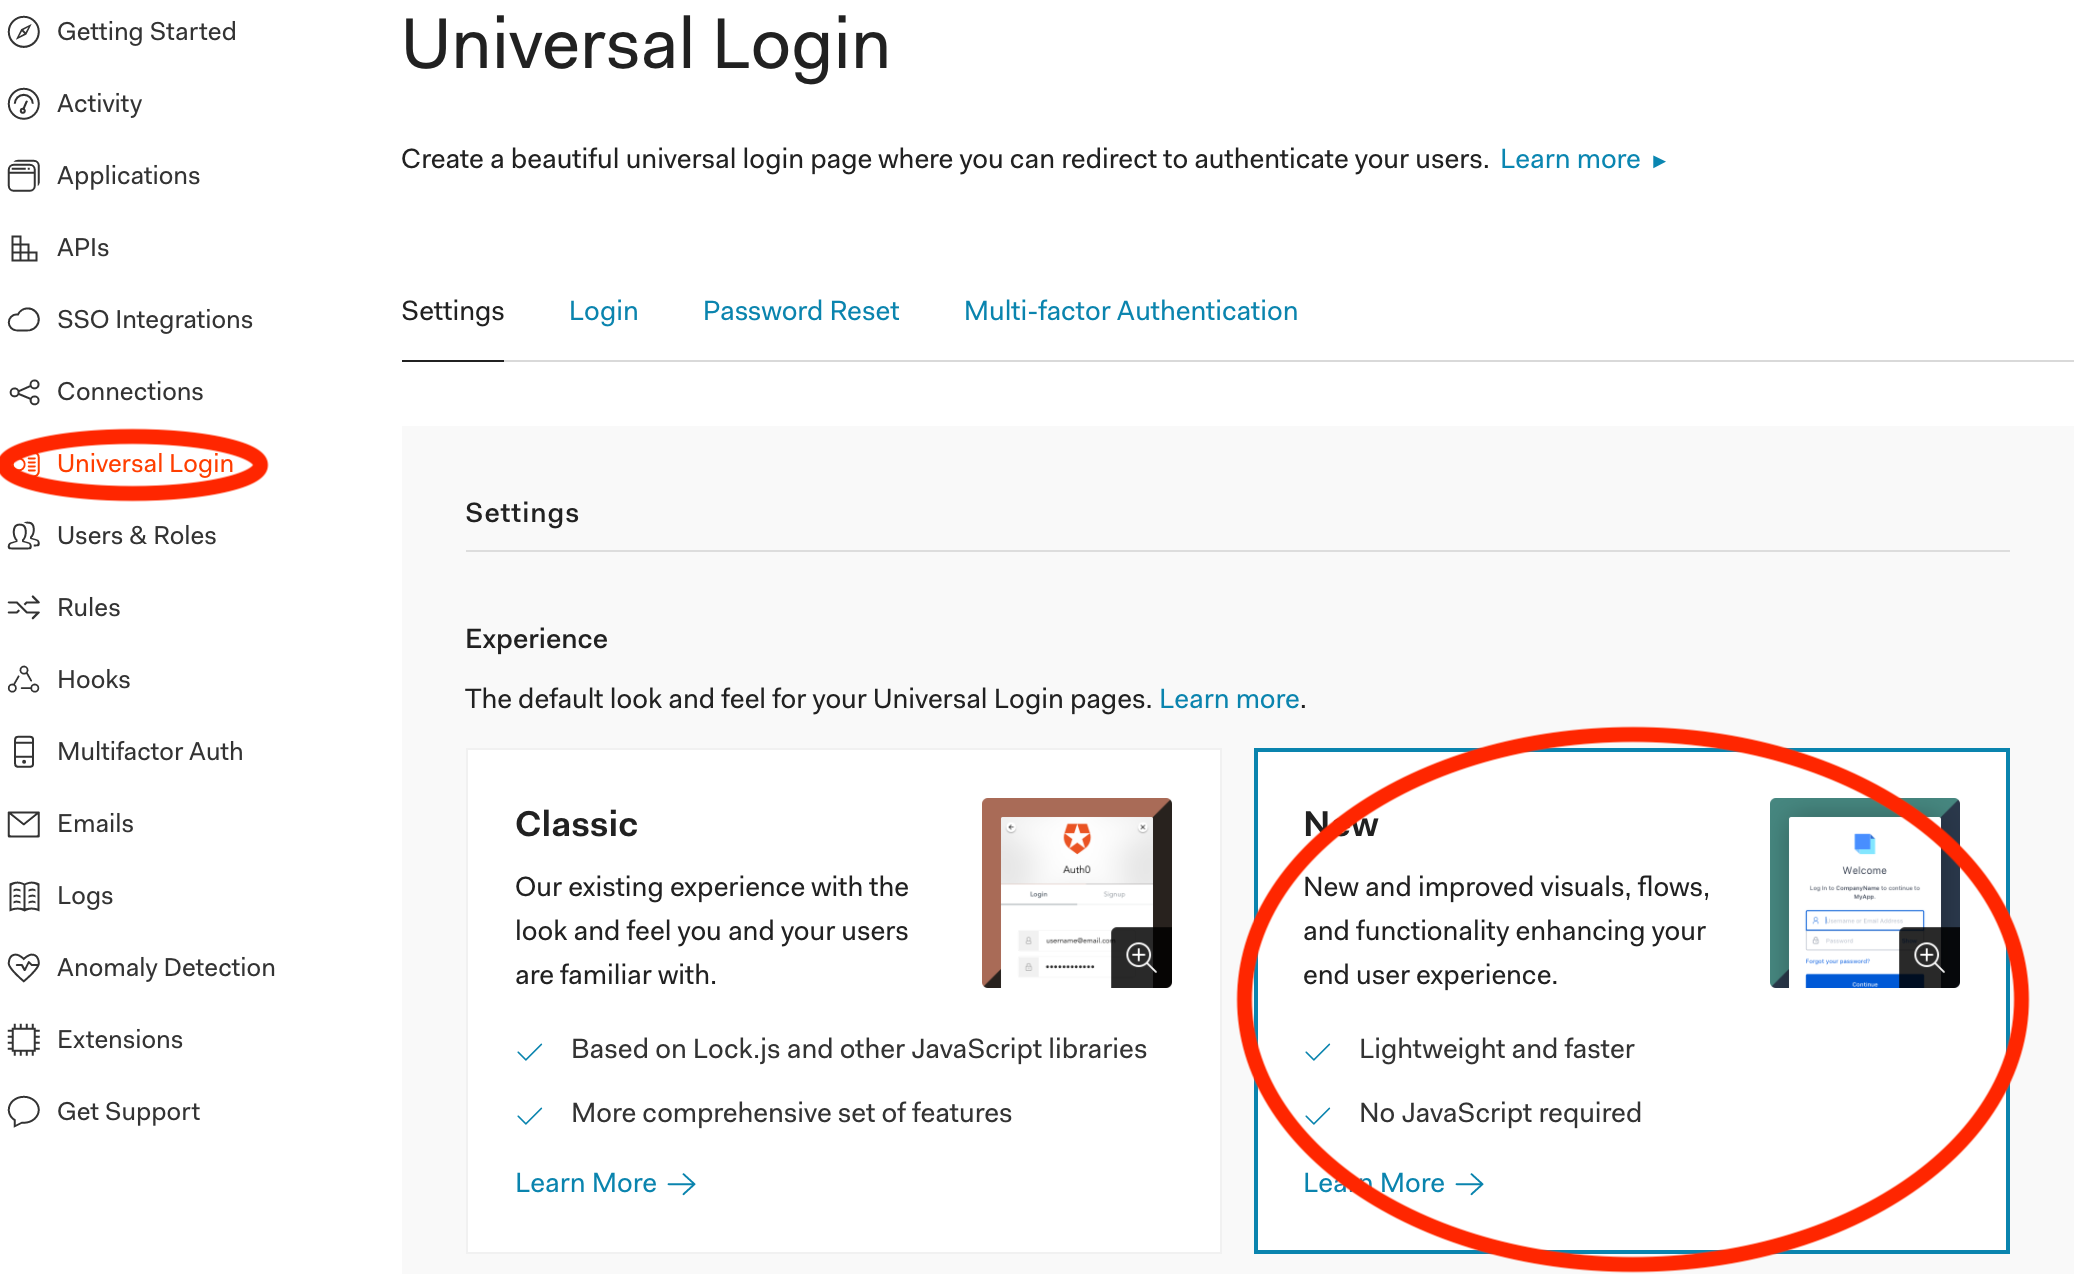 Getting Started
Activity
Applications
APIs
SSO Integrations
Connections
Universal Login
Users & Roles
Rules
Hooks
Multifactor Auth
Emails
Logs
Anomaly Detection
Extensions
Get Support
Universal Login
Create a beautiful universal login page where you can redirect to authenticate your users. Learn more ▸
Settings Login Password Reset Multi-factor Authentication
Settings
Experience
The default look and feel for your Universal Login pages. Learn more.
Classic
Our existing experience with the
look and feel you and your users
are familiar with.
Auth0
Login Signup
username@email.com
Based on Lock.js and other JavaScript libraries
More comprehensive set of features
Learn More →
New
New and improved visuals, flows,
and functionality enhancing your
end user experience.
Welcome
Log In to CompanyName to continue to
MyApp.
Username or Email Address
Password
Forgot your password?
Continue
Lightweight and faster
No JavaScript required
Learn More →